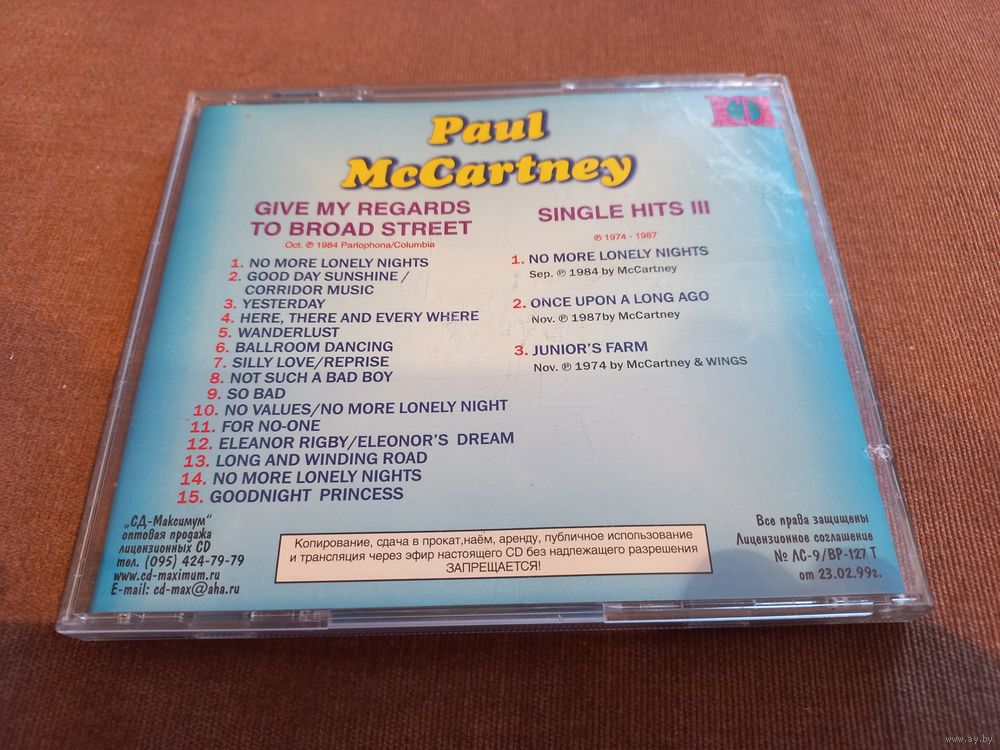 Paul
McCartney
CD
GIVE MY REGARDS
TO BROAD STREET
Oct. ℗ 1984 Parlophona/Columbia
1. NO MORE LONELY NIGHTS
2. GOOD DAY SUNSHINE /
CORRIDOR MUSIC
3. YESTERDAY
4. HERE, THERE AND EVERY WHERE
5. WANDERLUST
6. BALLROOM DANCING
7. SILLY LOVE/REPRISE
8. NOT SUCH A BAD BOY
9. SO BAD
10. NO VALUES/NO MORE LONELY NIGHT
11. FOR NO-ONE
12. ELEANOR RIGBY/ELEONOR'S DREAM
13. LONG AND WINDING ROAD
14. NO MORE LONELY NIGHTS
15. GOODNIGHT PRINCESS
SINGLE HITS III
℗ 1974 - 1987
1. NO MORE LONELY NIGHTS
Sep. ℗ 1984 by McCartney
2. ONCE UPON A LONG AGO
Nov. ℗ 1987by McCartney
3. JUNIOR'S FARM
Nov. ℗ 1974 by McCartney & WINGS
„СД-Максимум"
оптовая продажа
лицензионных CD
тел. (095) 424-79-79
www.cd-maximum.ru
E-mail: cd-max@aha.ru
Копирование, сдача в прокат,наём, аренду, публичное использование
и трансляция через эфир настоящего CD без надлежащего разрешения
ЗАПРЕЩАЕТСЯ!
Все права защищены
Лицензионное соглашение
№ ЛС-9/ВР-127 Т
от 23.02.99г.
www.ay.by